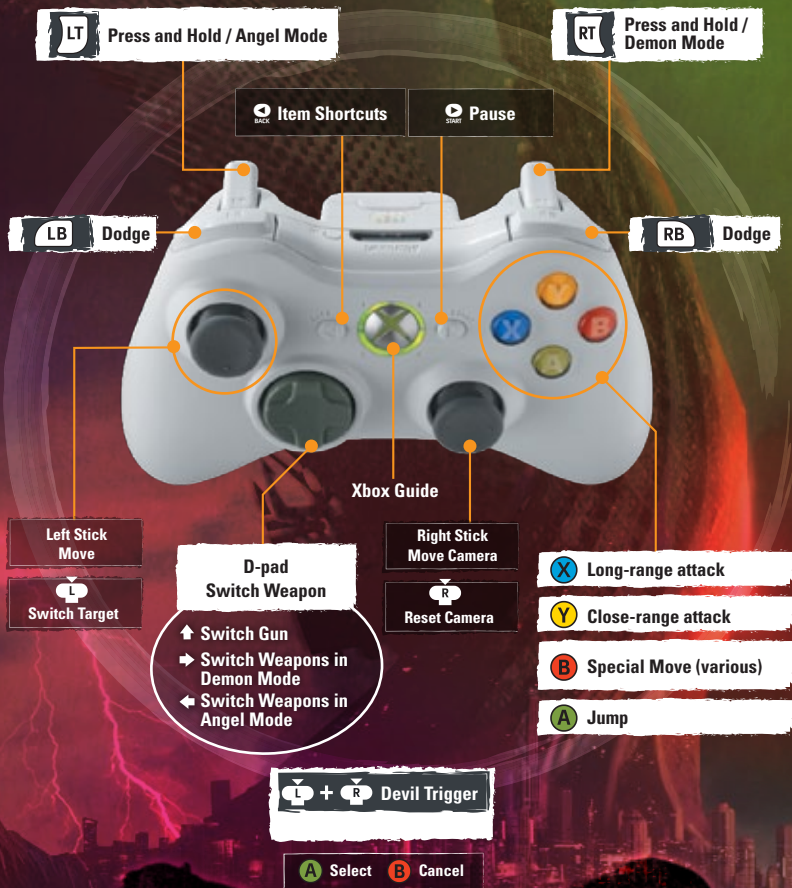 LT Press and Hold / Angel Mode
RT Press and Hold /
Demon Mode
BACK Item Shortcuts
START Pause
LB Dodge
RB Dodge
Y
X
B
A
Xbox Guide
Left Stick
Move
L
Switch Target
D-pad
Switch Weapon
Switch Gun
Switch Weapons in
Demon Mode
Switch Weapons in
Angel Mode
Right Stick
Move Camera
R
Reset Camera
X Long-range attack
Y Close-range attack
B Special Move (various)
A Jump
L + R Devil Trigger
A Select B Cancel